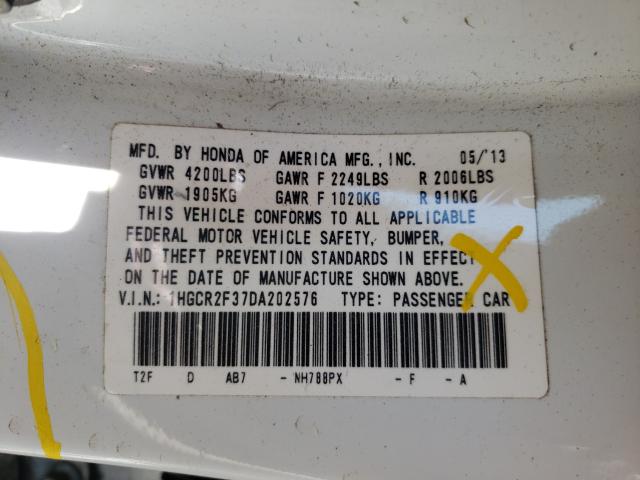 MFD. BY HONDA OF AMERICA MFG., INC. 05/'13
GVWR 4200LBS GAWR F 2249LBS R 2006LBS
GVWR 1905KG GAWR F 1020KG R 910KG
THIS VEHICLE CONFORMS TO ALL APPLICABLE
FEDERAL MOTOR VEHICLE SAFETY, BUMPER,
AND THEFT PREVENTION STANDARDS IN EFFECT
ON THE DATE OF MANUFACTURE SHOWN ABOVE.
V.I.N.: 1HGCR2F37DA202576 TYPE: PASSENGER CAR
T2F D AB7 - NH788PX - F - A